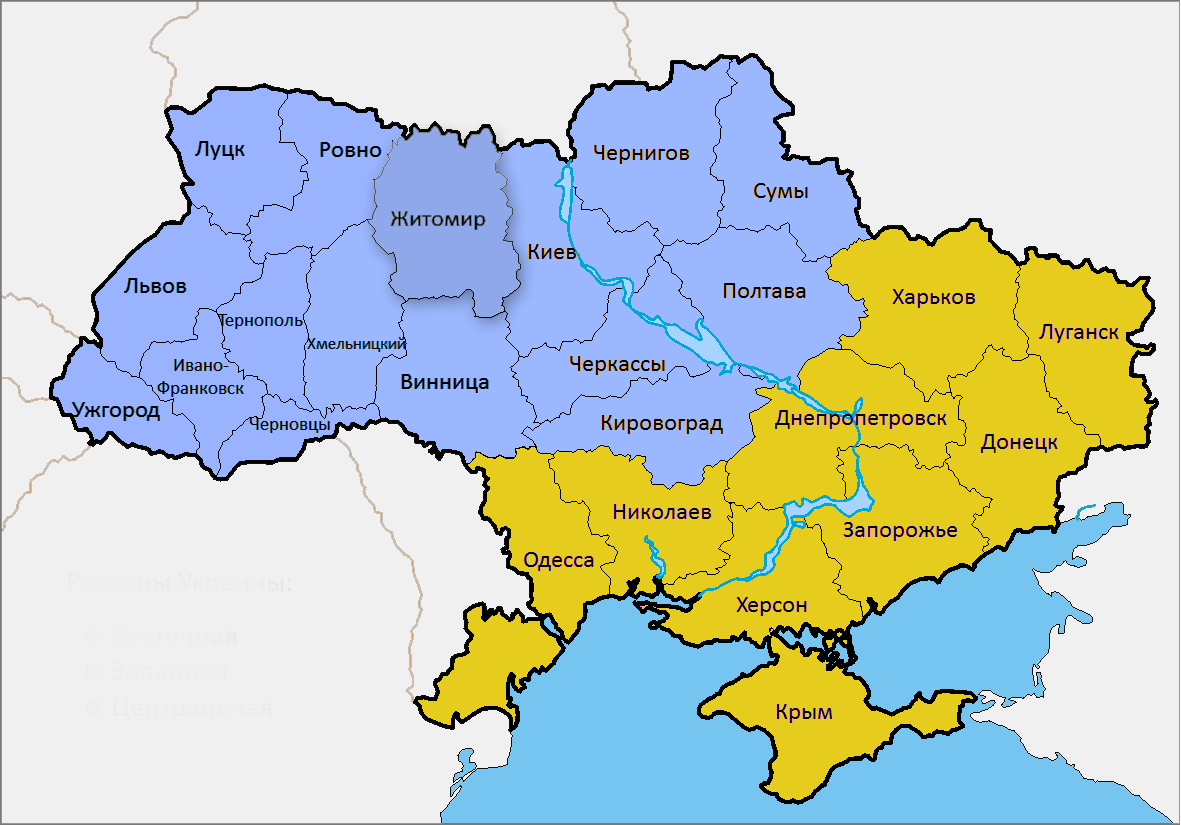 Луцк
Ровно
Житомир
Чернигов
Сумы
Киев
Львов
Тернополь
Хмельницкий
Ивано-
Франковск
Ужгород
Черновцы
Винница
Черкассы
Полтава
Кировоград
Харьков
Луганск
Днепропетровск
Донецк
Николаев
Запорожье
Одесса
Херсон
Крым
Регионы Украины:
Восточная
Западная
Центральная